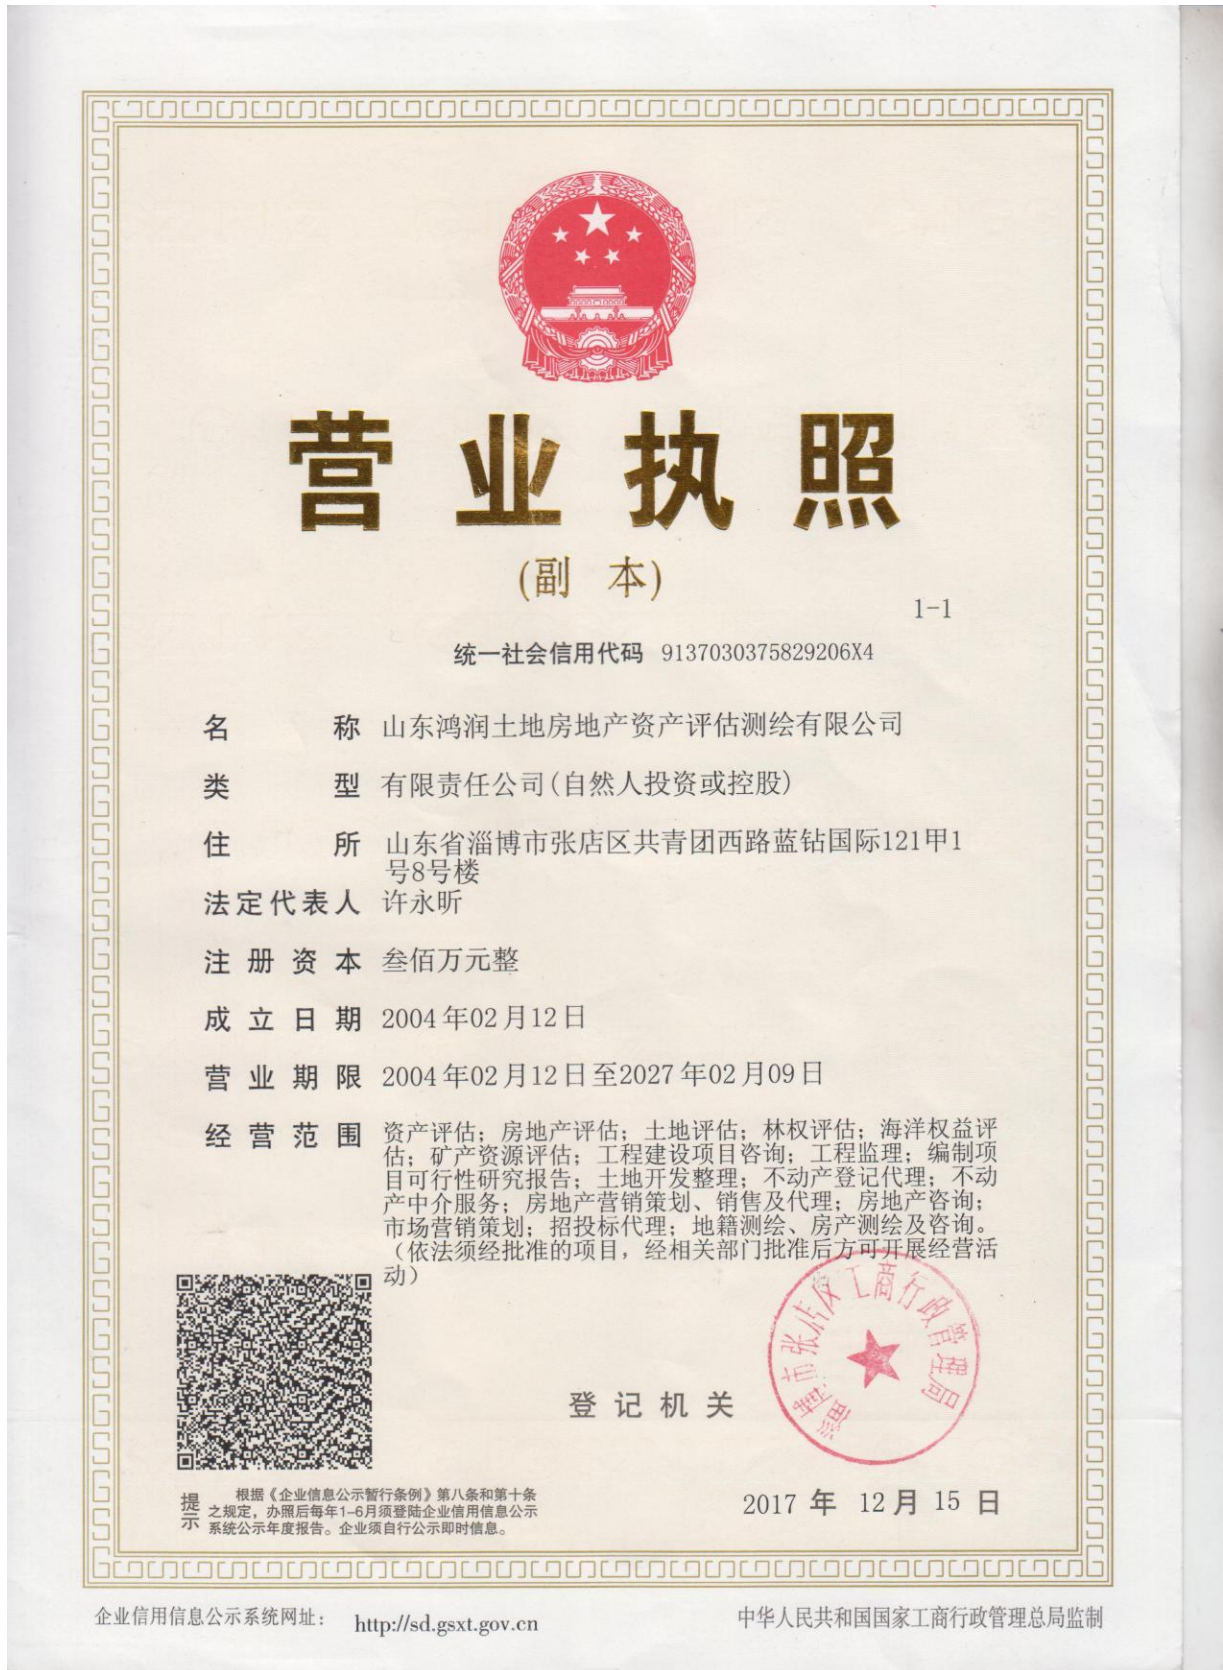 营业执照
(副 本)
1-1
统一社会信用代码 91370303758292​06X4
名 称 山东鸿润土地房地产资产评估测绘有限公司
类 型 有限责任公司(自然人投资或控股)
住 所 山东省淄博市张店区共青团西路蓝钻国际121甲1
号8号楼
法定代表人 许永昕
注册资本 叁佰万元整
成立日期 2004年02月12日
营业期限 2004年02月12日至2027年02月09日
经营范围 资产评估；房地产评估；土地评估；林权评估；海洋权益评
估；矿产资源评估；工程建设项目咨询；工程监理；编制项
目可行性研究报告；土地开发整理；不动产登记代理；不动
产中介服务；房地产营销策划、销售及代理；房地产咨询；
市场营销策划；招投标代理；地籍测绘、房产测绘及咨询。
（依法须经批准的项目，经相关部门批准后方可开展经营活
动）
淄博市张店区工商行政管理局
登记机关
2017 年 12 月 15 日
提示 根据《企业信息公示暂行条例》第八条和第十条
之规定，办照后每年1-6月须登陆企业信用信息公示
系统公示年度报告。企业须自行公示即时信息。
企业信用信息公示系统网址： http://sd.gsxt.gov.cn
中华人民共和国国家工商行政管理总局监制